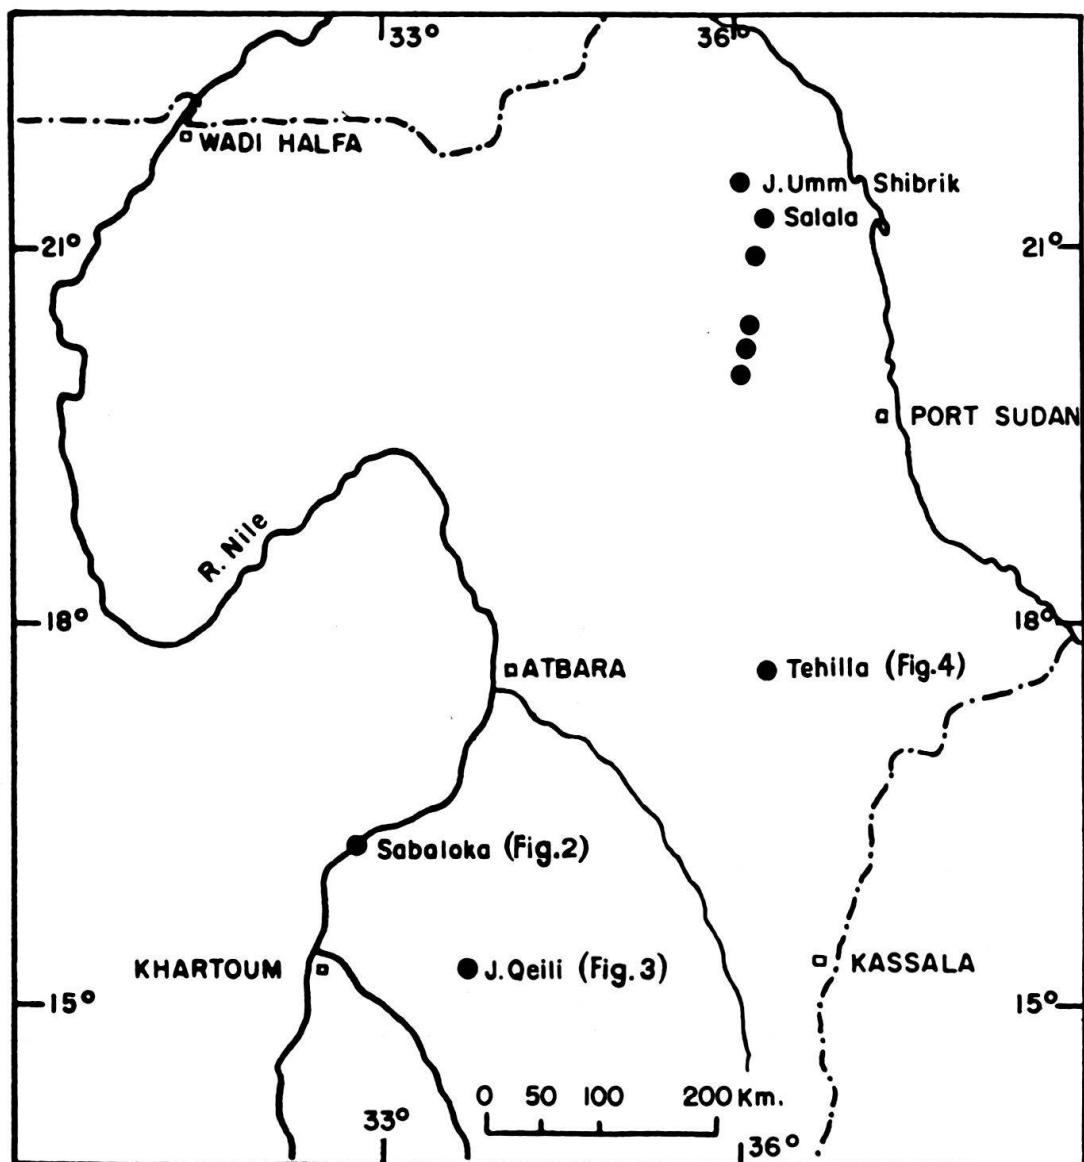 33°
36°
WADI HALFA
J.Umm Shibrik
Salala
21°
21°
PORT SUDAN
R. Nile
18°
18°
ATBARA
Tehilla (Fig.4)
Sabaloka (Fig.2)
KHARTOUM
J.Qeili (Fig.3)
KASSALA
15°
15°
0 50 100 200 Km.
33°
36°